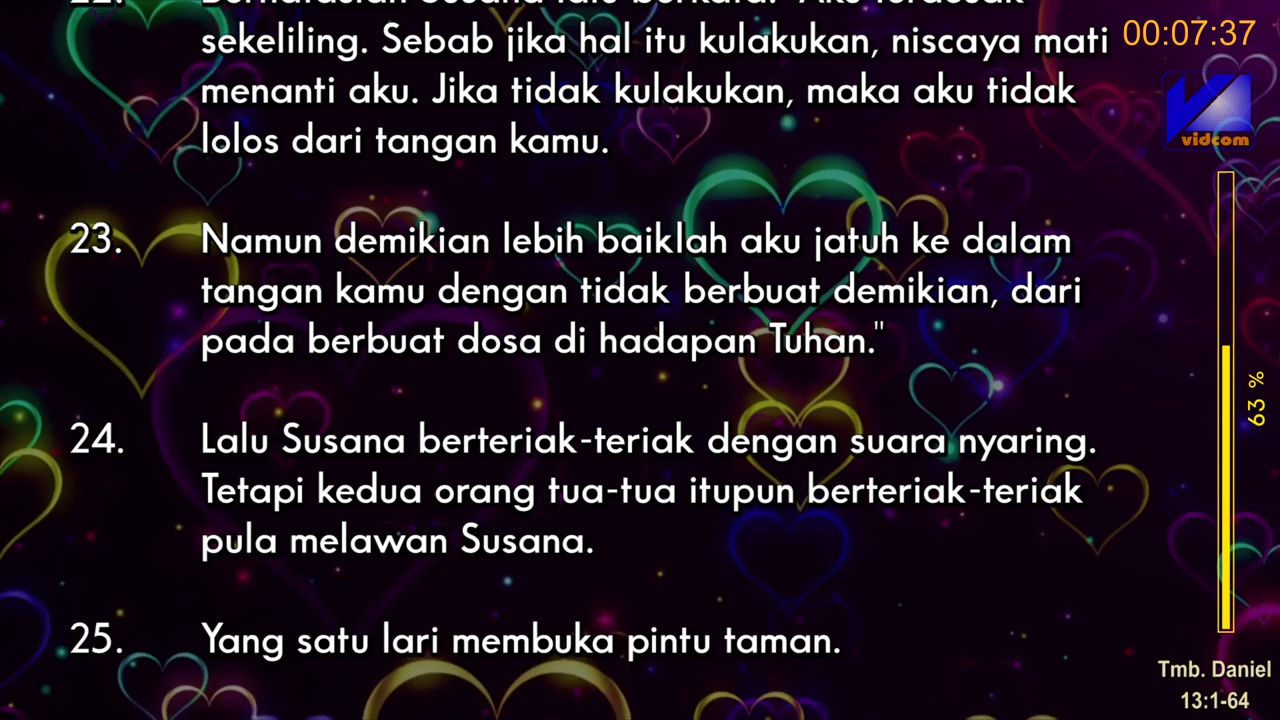 sekeliling. Sebab jika hal itu kulakukan, niscaya mati
menanti aku. Jika tidak kulakukan, maka aku tidak
lolos dari tangan kamu.
23. Namun demikian lebih baiklah aku jatuh ke dalam
tangan kamu dengan tidak berbuat demikian, dari
pada berbuat dosa di hadapan Tuhan."
24. Lalu Susana berteriak-teriak dengan suara nyaring.
Tetapi kedua orang tua-tua itupun berteriak-teriak
pula melawan Susana.
25. Yang satu lari membuka pintu taman.
00:07:37
vidcom
63 %
Tmb. Daniel
13:1-64